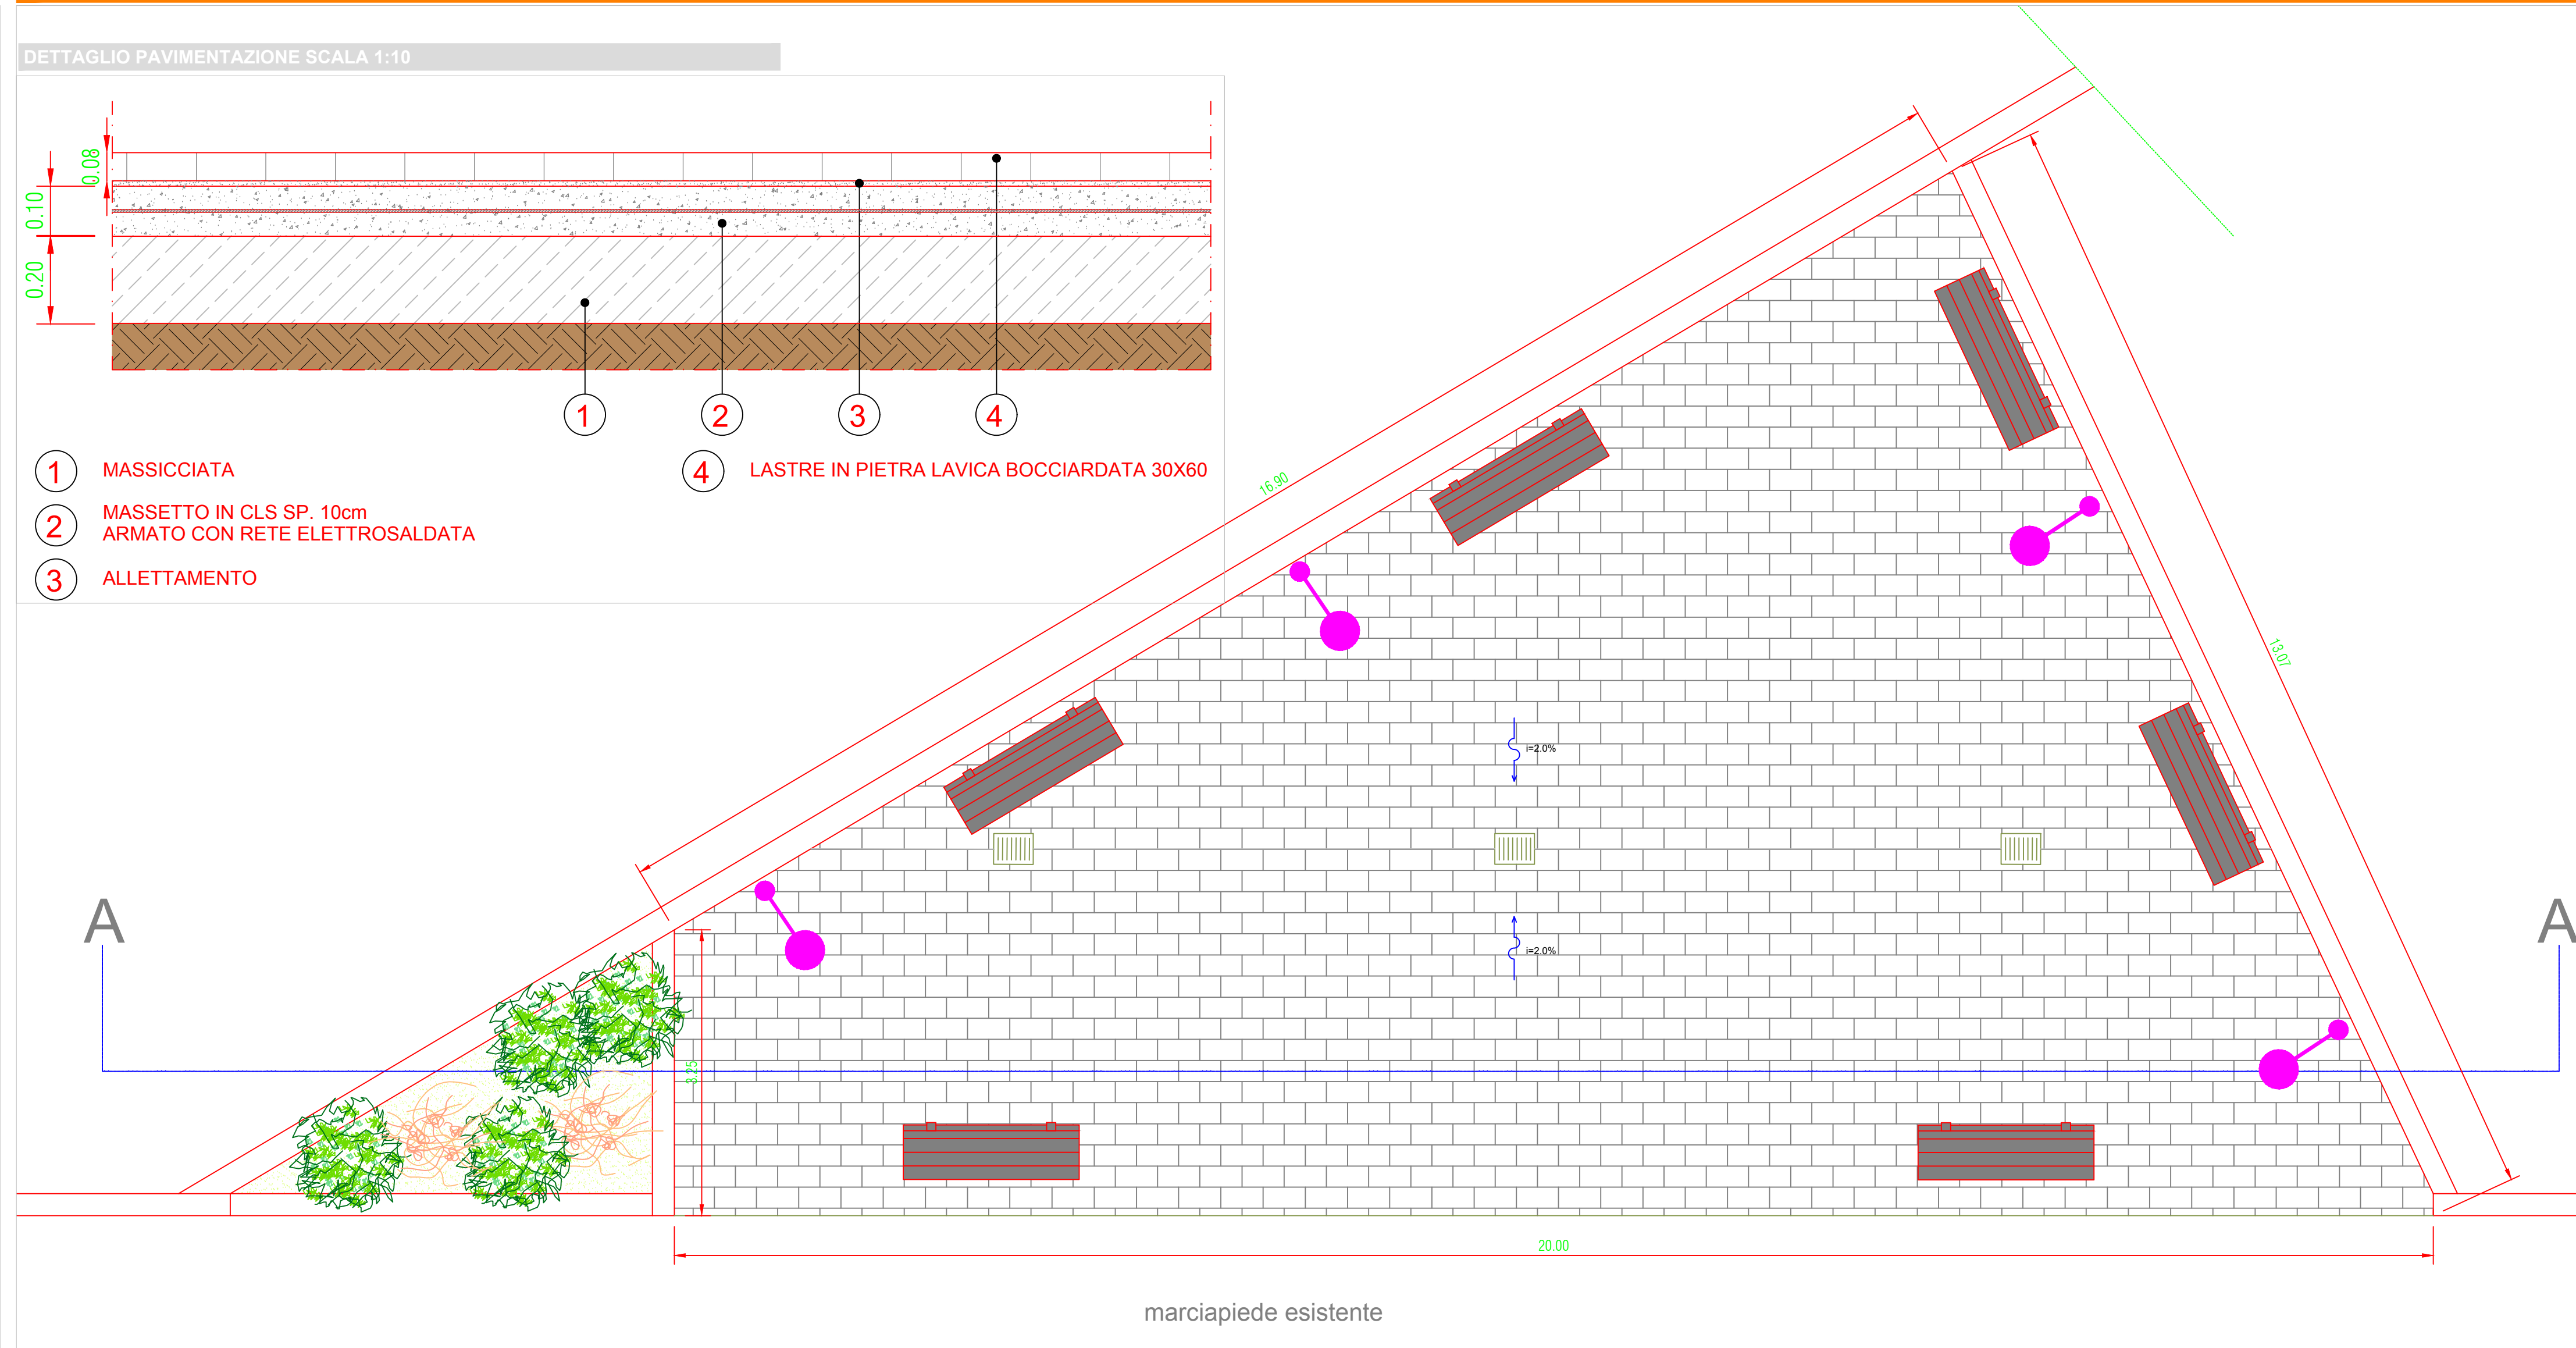 DETTAGLIO PAVIMENTAZIONE SCALA 1:10
0.08
0.10
0.20
1
2
3
4
1 MASSICCIATA
2 MASSETTO IN CLS SP. 10cm
ARMATO CON RETE ELETTROSALDATA
3 ALLETTAMENTO
4 LASTRE IN PIETRA LAVICA BOCCIARDATA 30X60
16.90
13.07
i=2.0%
i=2.0%
A
A
3.25
20.00
marciapiede esistente